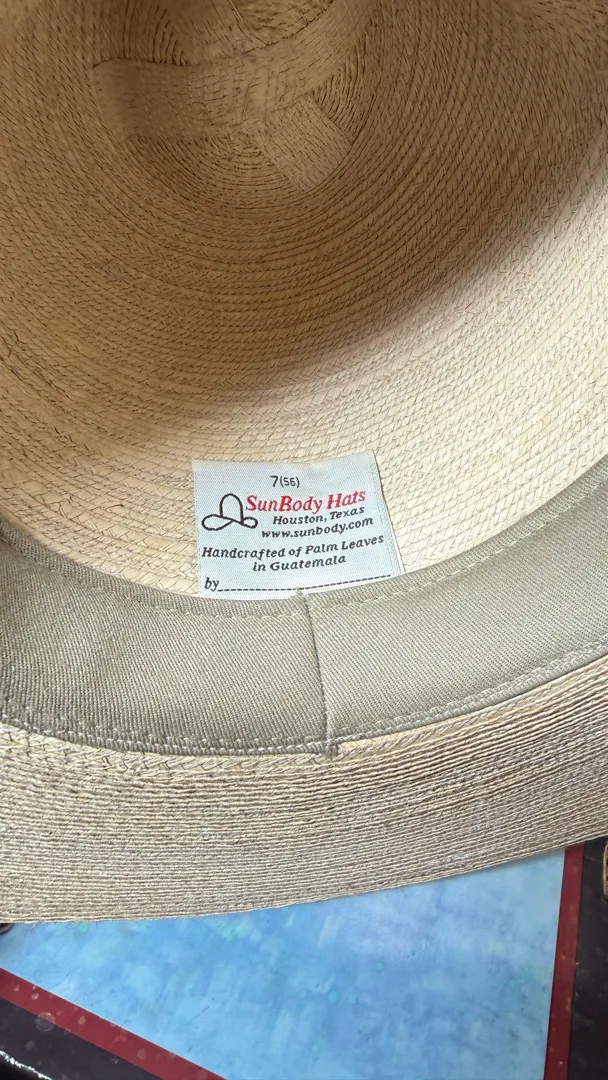 7(56)
SunBody Hats
Houston, Texas
www.sunbody.com
Handcrafted of Palm Leaves
in Guatemala
by